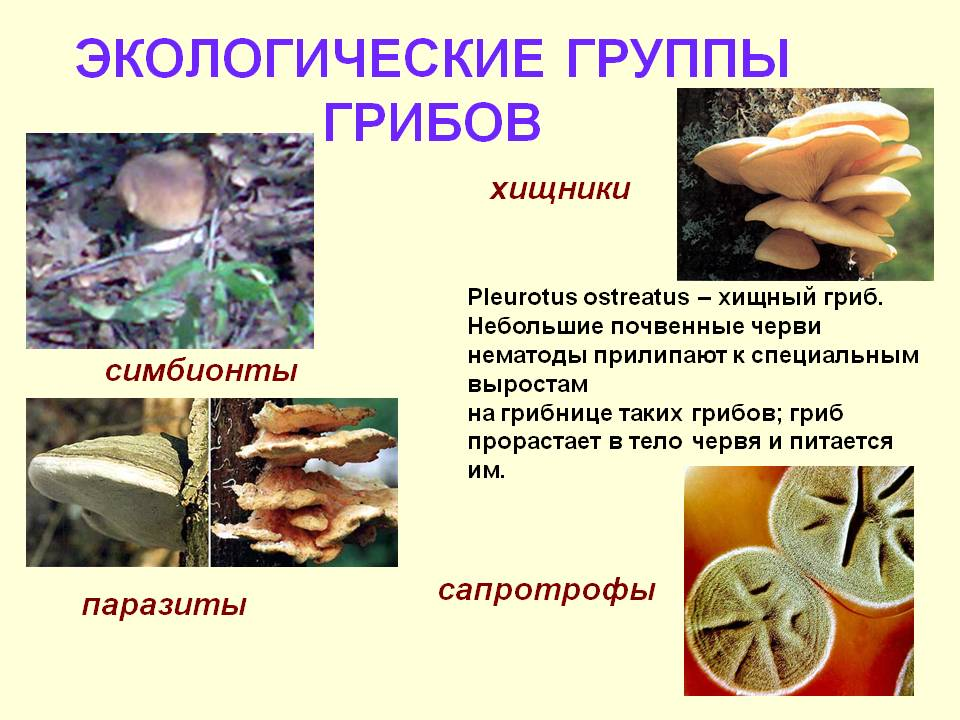 ЭКОЛОГИЧЕСКИЕ ГРУППЫ
ГРИБОВ
хищники
Pleurotus ostreatus – хищный гриб.
Небольшие почвенные черви
нематоды прилипают к специальным
выростам
на грибнице таких грибов; гриб
прорастает в тело червя и питается
им.
симбионты
паразиты
сапротрофы